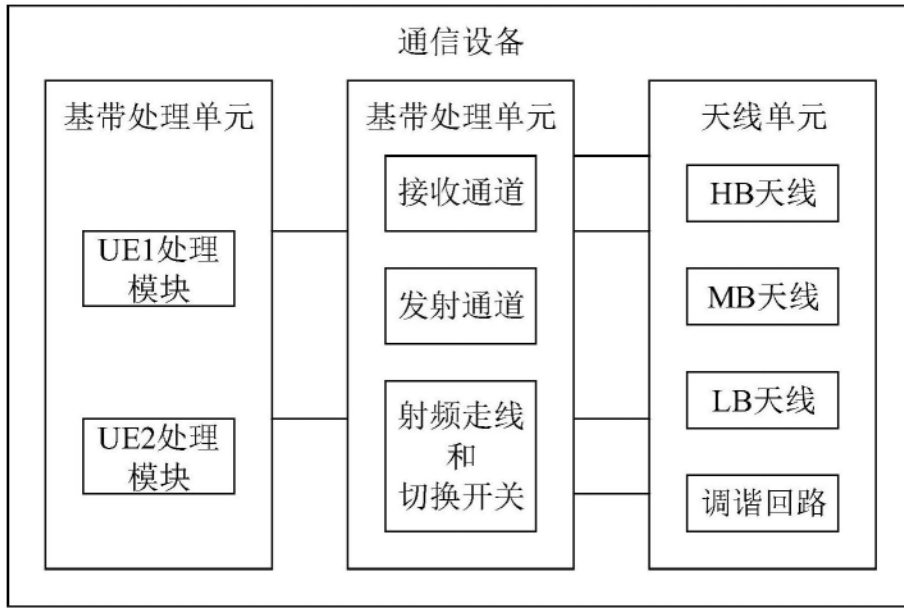 通信设备
基带处理单元
UE1处理
模块
UE2处理
模块
基带处理单元
接收通道
发射通道
射频走线
和
切换开关
天线单元
HB天线
MB天线
LB天线
调谐回路